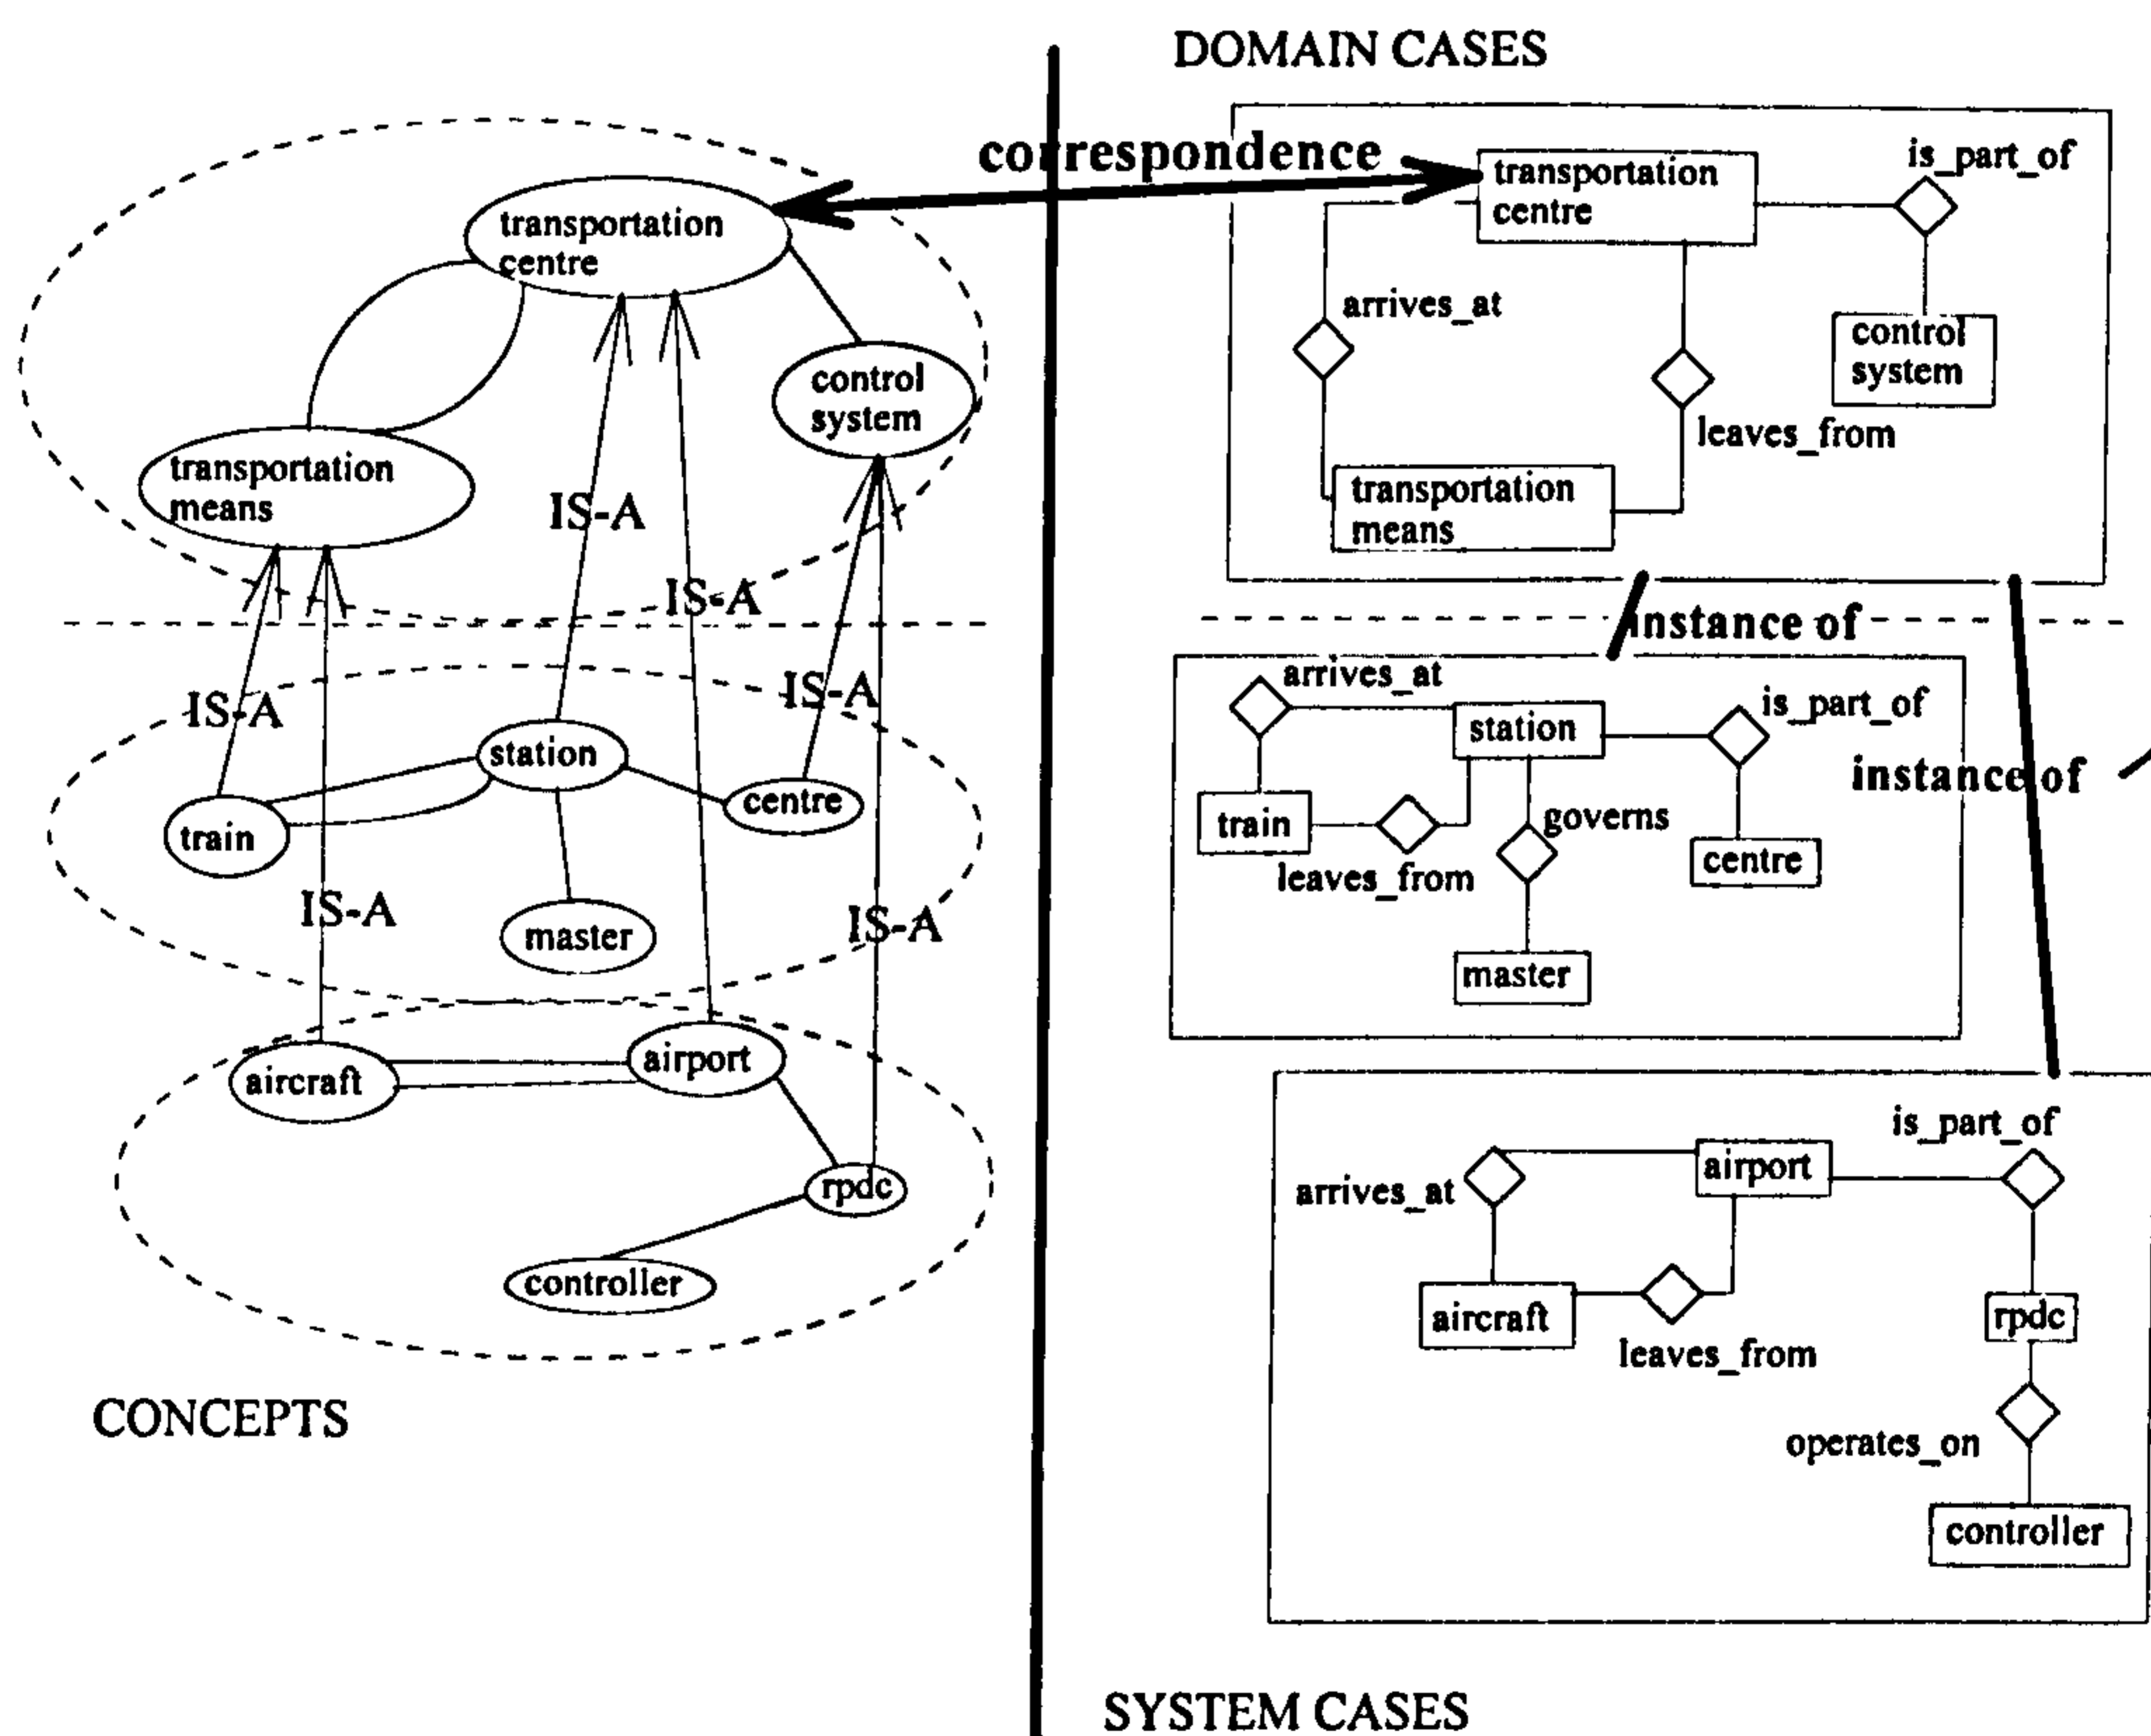 DOMAIN CASES
correspondence
transportation
centre
control
system
transportation
means
IS-A
IS-A
IS-A
IS-A
station
centre
train
master
IS-A
IS-A
aircraft
airport
rpdc
controller
CONCEPTS
transportation
centre
is_part_of
arrives_at
control
system
leaves_from
transportation
means
instance of
arrives_at
station
is_part_of
instance of
train
governs
leaves_from
centre
master
is_part_of
airport
arrives_at
aircraft
rpdc
leaves_from
operates_on
controller
SYSTEM CASES